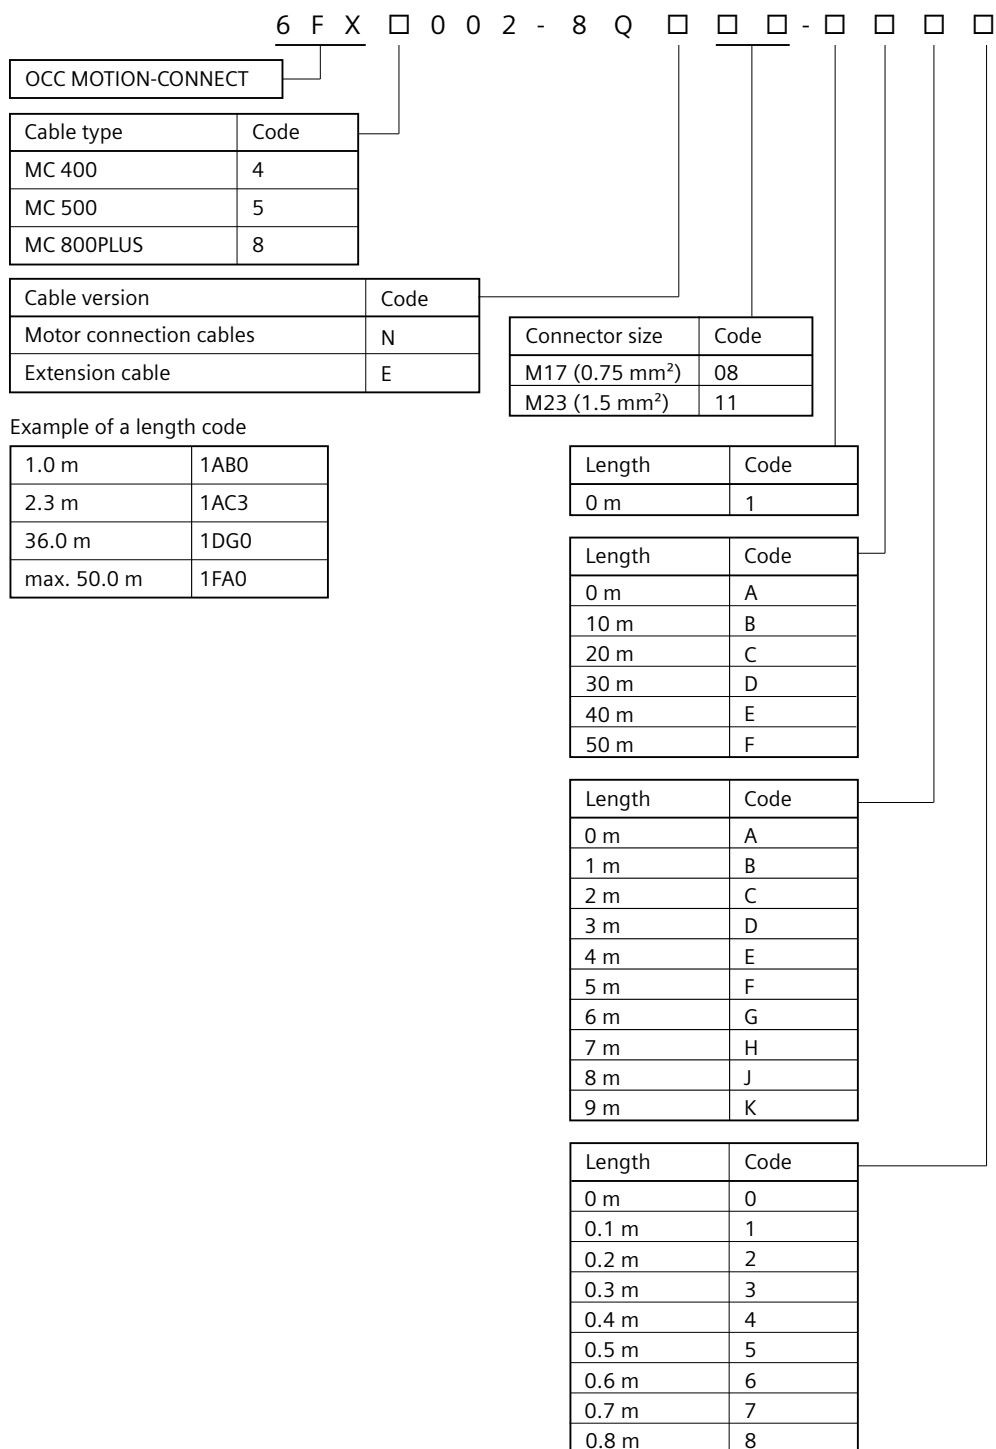 6 F X □ 0 0 2 - 8 Q □ □ □ - □ □ □ □
OCC MOTION-CONNECT
Cable type Code
MC 400 4
MC 500 5
MC 800PLUS 8
Cable version Code
Motor connection cables N
Extension cable E
Connector size Code
M17 (0.75 mm²) 08
M23 (1.5 mm²) 11
Example of a length code
1.0 m 1AB0
2.3 m 1AC3
36.0 m 1DG0
max. 50.0 m 1FA0
Length Code
0 m 1
Length Code
0 m A
10 m B
20 m C
30 m D
40 m E
50 m F
Length Code
0 m A
1 m B
2 m C
3 m D
4 m E
5 m F
6 m G
7 m H
8 m J
9 m K
Length Code
0 m 0
0.1 m 1
0.2 m 2
0.3 m 3
0.4 m 4
0.5 m 5
0.6 m 6
0.7 m 7
0.8 m 8